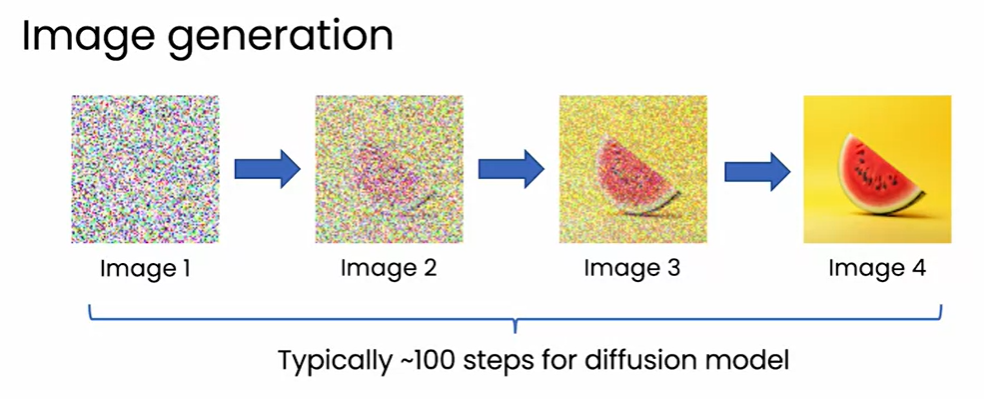 Image generation
Image 1
Image 2
Image 3
Image 4
Typically ~100 steps for diffusion model